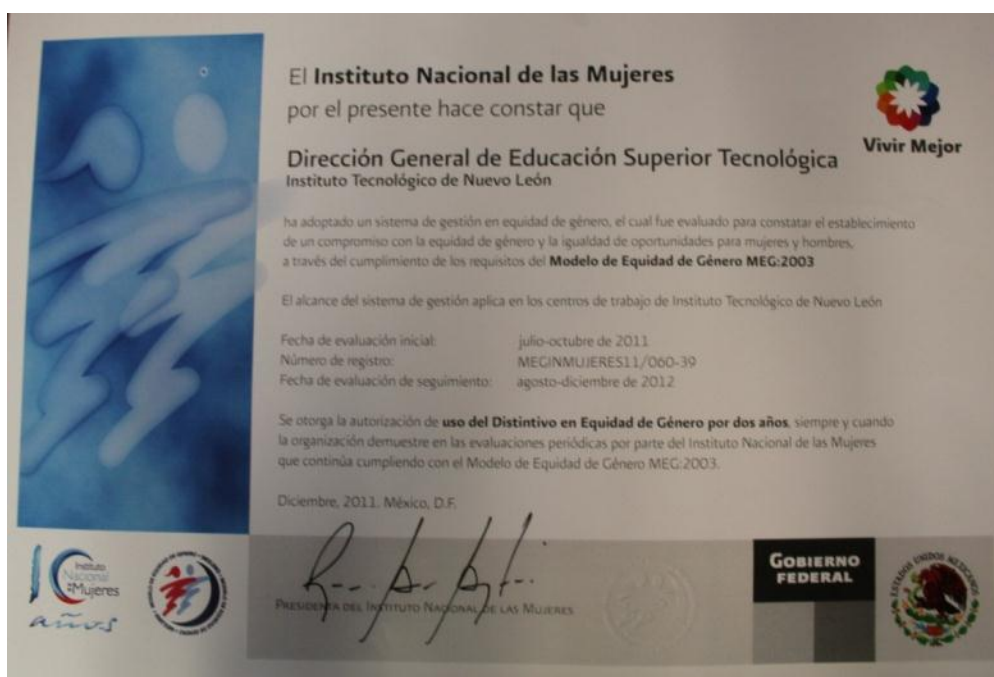 El Instituto Nacional de las Mujeres
por el presente hace constar que
Vivir Mejor
Dirección General de Educación Superior Tecnológica
Instituto Tecnológico de Nuevo León
ha adoptado un sistema de gestión en equidad de género, el cual fue evaluado para constatar el establecimiento
de un compromiso con la equidad de género y la igualdad de oportunidades para mujeres y hombres,
a través del cumplimiento de los requisitos del Modelo de Equidad de Género MEG:2003
El alcance del sistema de gestión aplica en los centros de trabajo de Instituto Tecnológico de Nuevo León
Fecha de evaluación inicial: julio-octubre de 2011
Número de registro: MEGINMUJERES11/060-39
Fecha de evaluación de seguimiento: agosto-diciembre de 2012
Se otorga la autorización de uso del Distintivo en Equidad de Género por dos años, siempre y cuando
la organización demuestre en las evaluaciones periódicas por parte del Instituto Nacional de las Mujeres
que continúa cumpliendo con el Modelo de Equidad de Género MEG:2003.
Diciembre, 2011. México, D.F.
PRESIDENTA DEL INSTITUTO NACIONAL DE LAS MUJERES
10
Instituto
Nacional
de las Mujeres
años
GOBIERNO
FEDERAL
ESTADOS UNIDOS MEXICANOS